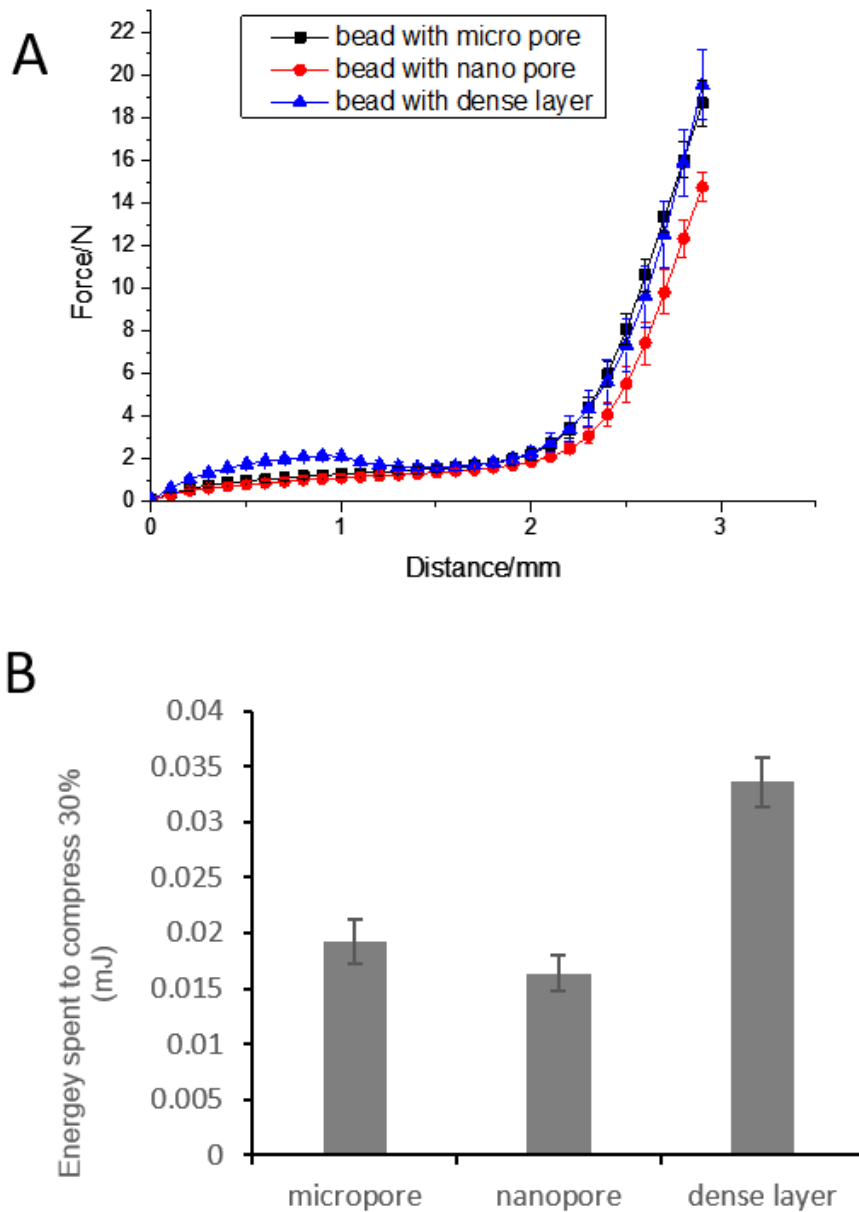 A
bead with micro pore
bead with nano pore
bead with dense layer
Force/N
22
20
18
16
14
12
10
8
6
4
2
0
0
1
2
3
Distance/mm
B
Energey spent to compress 30%
(mJ)
0.04
0.035
0.03
0.025
0.02
0.015
0.01
0.005
0
micropore
nanopore
dense layer